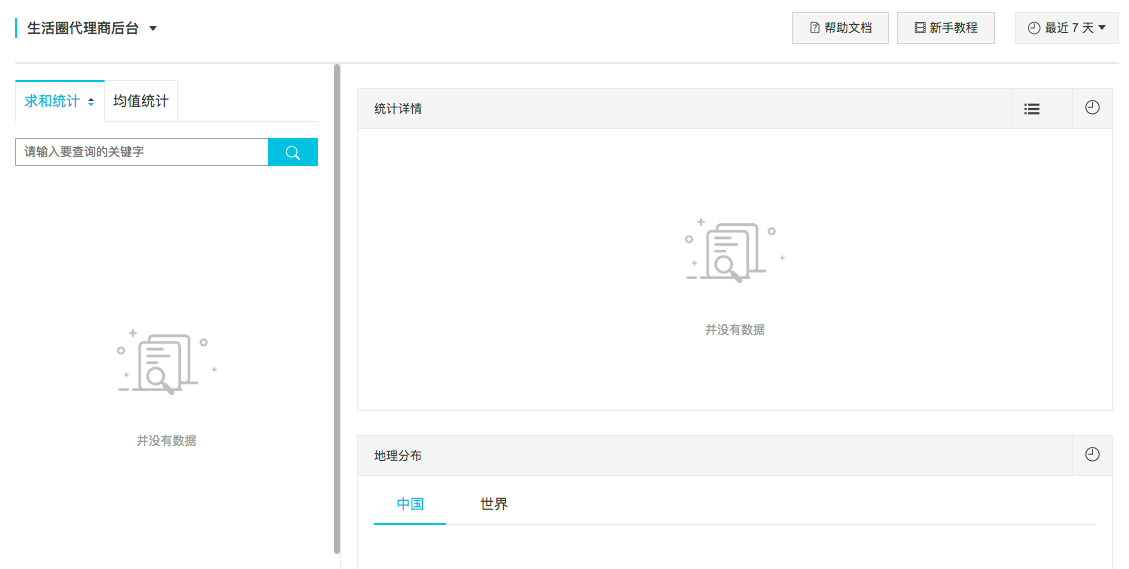 生活圈代理商后台
帮助文档
新手教程
最近 7 天
求和统计
均值统计
请输入要查询的关键字
并没有数据
统计详情
并没有数据
地理分布
中国
世界